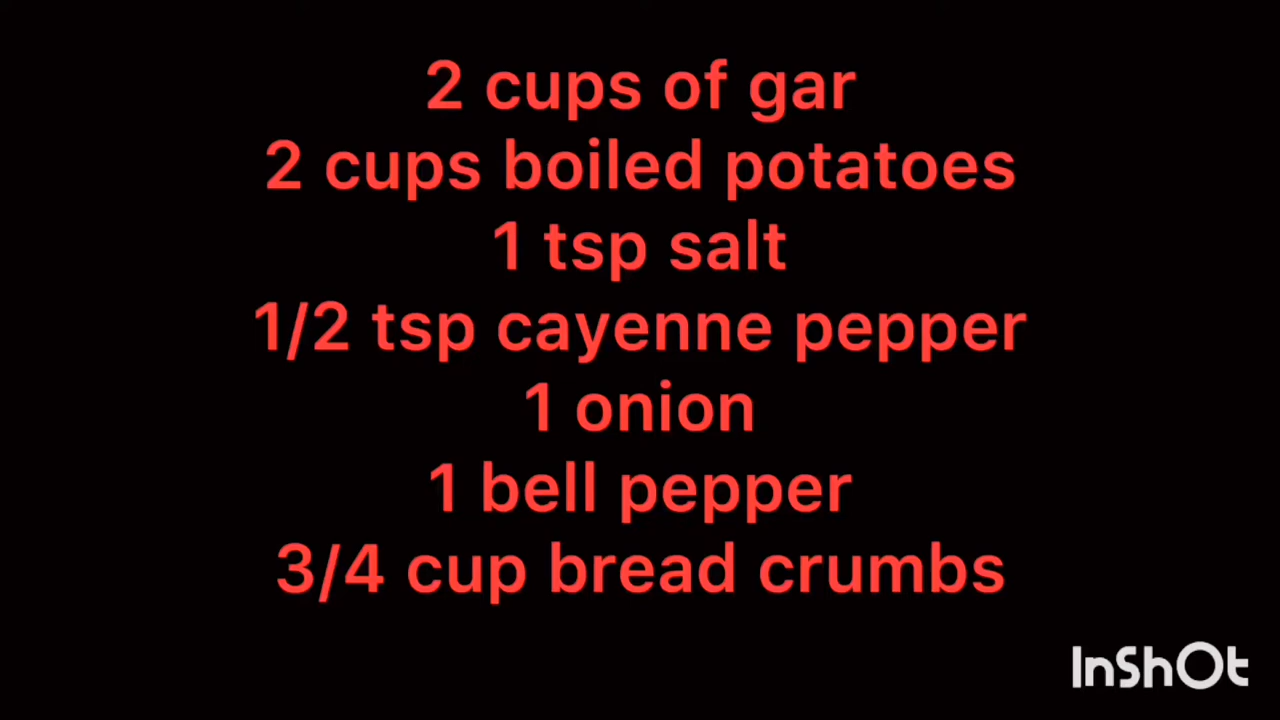 2 cups of gar
2 cups boiled potatoes
1 tsp salt
1/2 tsp cayenne pepper
1 onion
1 bell pepper
3/4 cup bread crumbs
InShOt